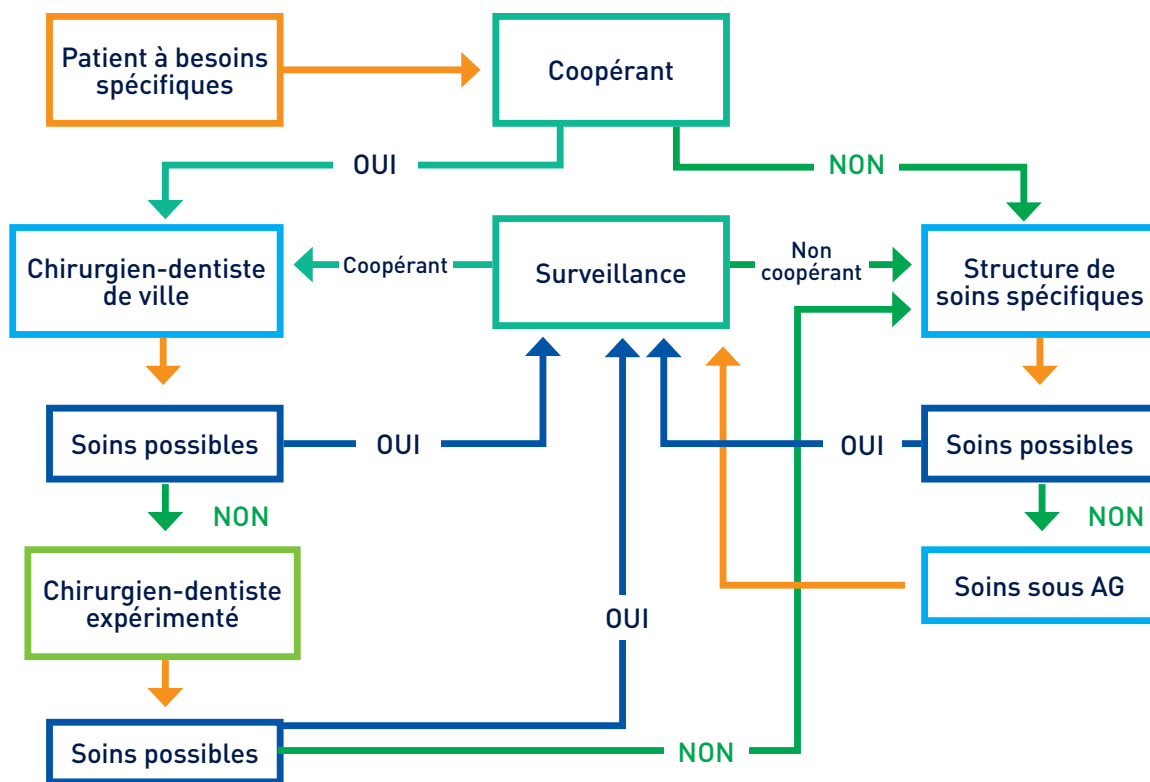 Patient à besoins
spécifiques
Coopérant
OUI
NON
Chirurgien-dentiste
de ville
Coopérant
Surveillance
Non
coopérant
Structure de
soins spécifiques
Soins possibles
OUI
OUI
Soins possibles
NON
NON
Chirurgien-dentiste
expérimenté
Soins sous AG
OUI
Soins possibles
NON